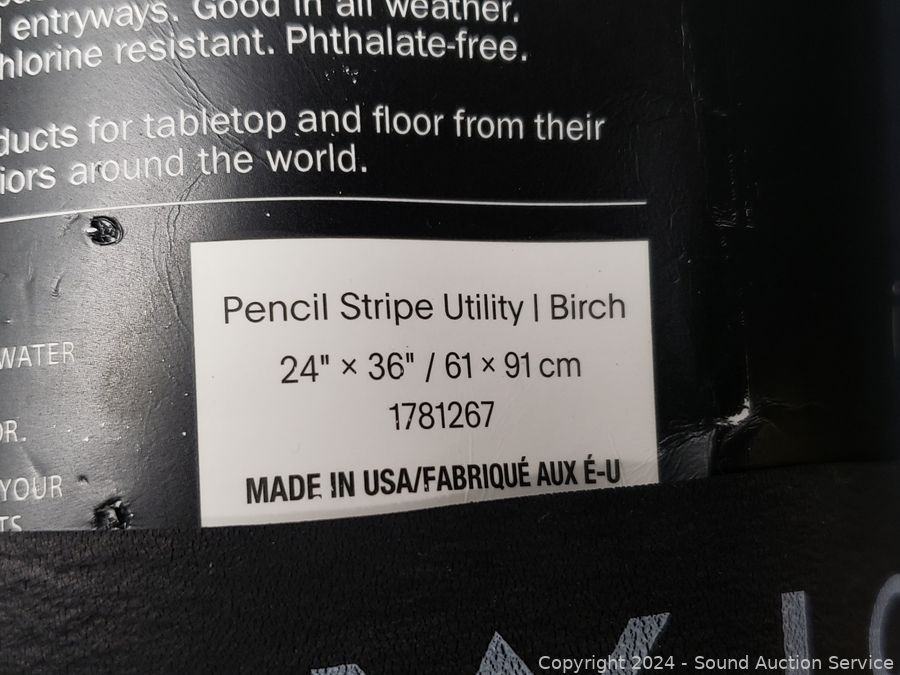 entryways. Good in all weather.
hlorine resistant. Phthalate-free.
ducts for tabletop and floor from their
iors around the world.
Pencil Stripe Utility | Birch
24" × 36" / 61 × 91 cm
1781267
MADE IN USA/FABRIQUÉ AUX É-U
WATER
OR.
YOUR
TS
Copyright 2024 - Sound Auction Service